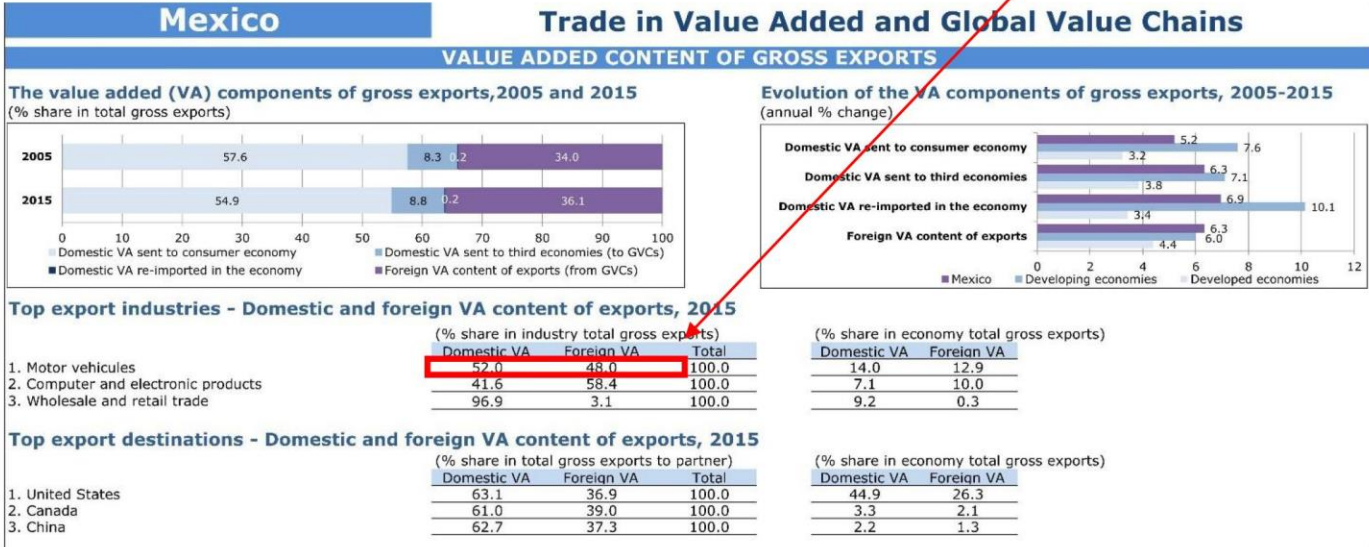 Mexico
Trade in Value Added and Global Value Chains
VALUE ADDED CONTENT OF GROSS EXPORTS
The value added (VA) components of gross exports,2005 and 2015
(% share in total gross exports)
2005 57.6 8.3 0.2 34.0
2015 54.9 8.8 0.2 36.1
0 10 20 30 40 50 60 70 80 90 100
Domestic VA sent to consumer economy Domestic VA sent to third economies (to GVCs)
Domestic VA re-imported in the economy Foreign VA content of exports (from GVCs)
Evolution of the VA components of gross exports, 2005-2015
(annual % change)
Domestic VA sent to consumer economy 5.2 7.6 3.2
Domestic VA sent to third economies 6.3 7.1 3.8
Domestic VA re-imported in the economy 6.9 10.1 3.4
Foreign VA content of exports 6.3 6.0 4.4
0 2 4 6 8 10 12
Mexico Developing economies Developed economies
Top export industries - Domestic and foreign VA content of exports, 2015
(% share in industry total gross exports) (% share in economy total gross exports)
Domestic VA Foreign VA Total Domestic VA Foreign VA
1. Motor vehicules 52.0 48.0 100.0 14.0 12.9
2. Computer and electronic products 41.6 58.4 100.0 7.1 10.0
3. Wholesale and retail trade 96.9 3.1 100.0 9.2 0.3
Top export destinations - Domestic and foreign VA content of exports, 2015
(% share in total gross exports to partner) (% share in economy total gross exports)
Domestic VA Foreign VA Total Domestic VA Foreign VA
1. United States 63.1 36.9 100.0 44.9 26.3
2. Canada 61.0 39.0 100.0 3.3 2.1
3. China 62.7 37.3 100.0 2.2 1.3